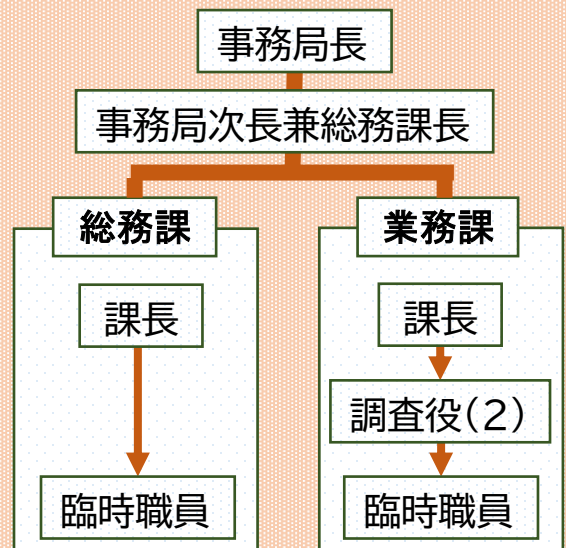 事務局長
事務局次長兼総務課長
総務課
業務課
課長
課長
調査役(2)
臨時職員
臨時職員